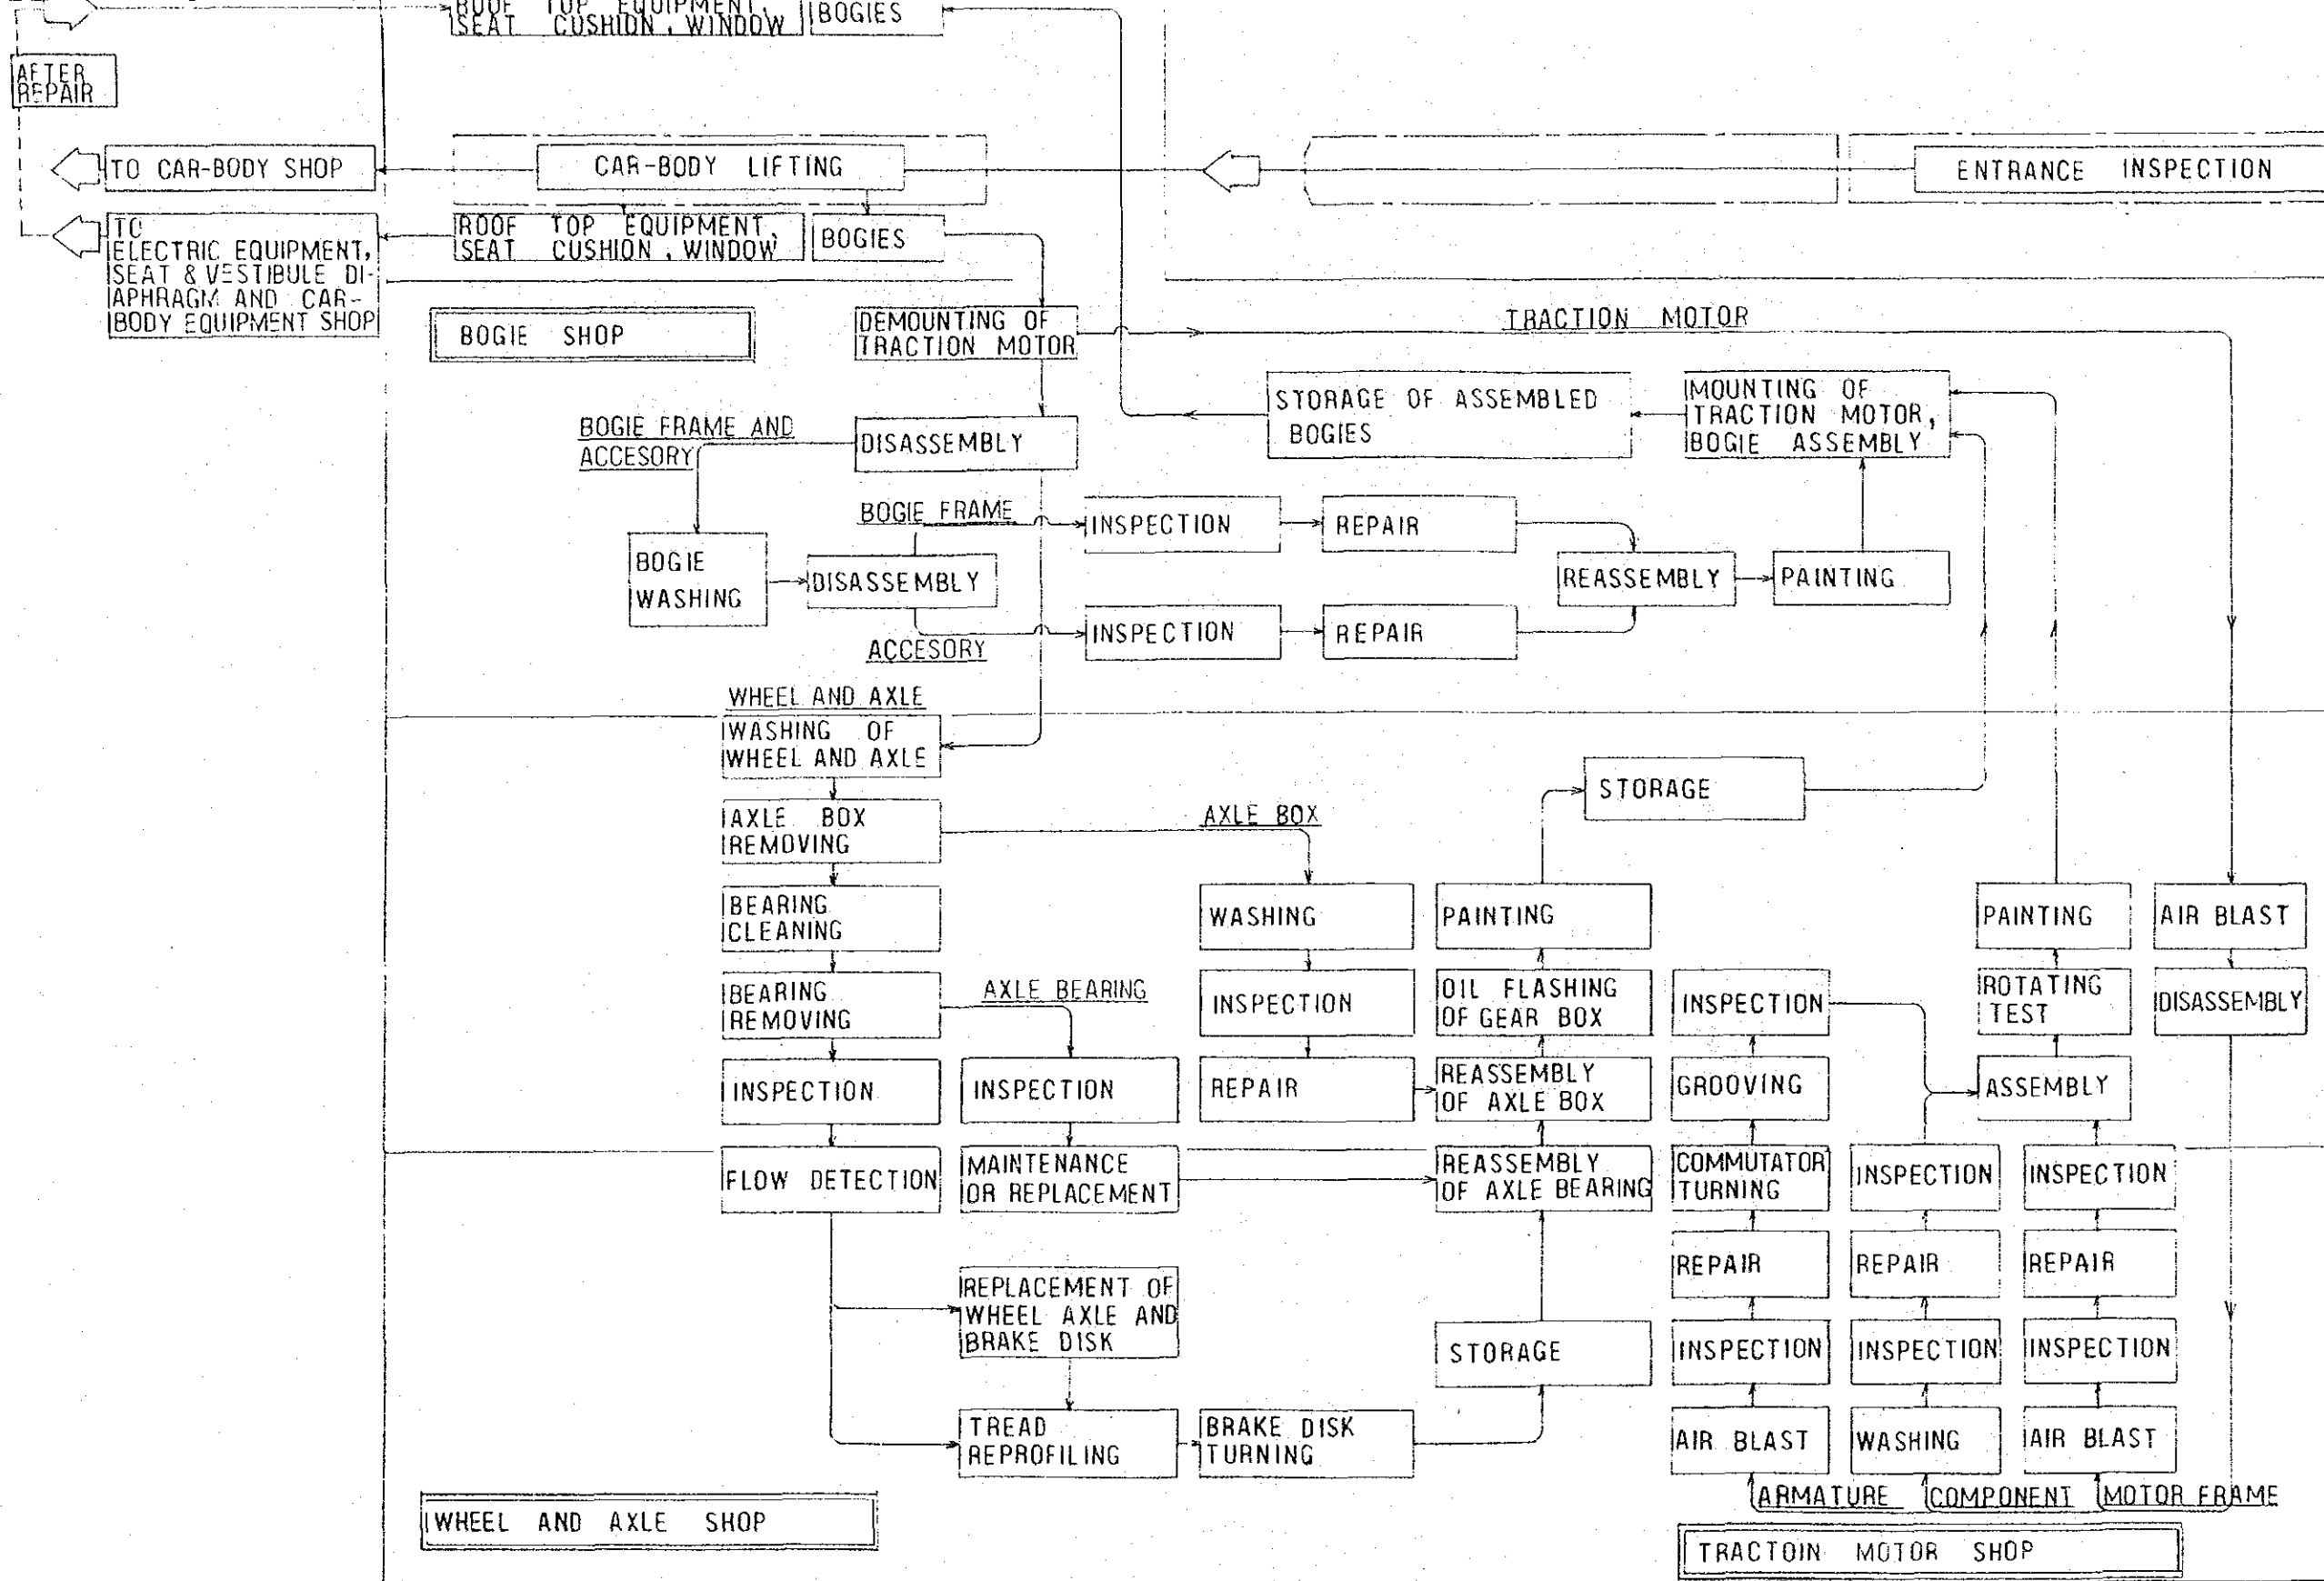 ROOF TOP EQUIPMENT,
SEAT CUSHION, WINDOW
BOGIES
AFTER
REPAIR
TO CAR-BODY SHOP
CAR-BODY LIFTING
ENTRANCE INSPECTION
TO
ELECTRIC EQUIPMENT,
SEAT & VESTIBULE DI-
APHRAGM AND CAR-
BODY EQUIPMENT SHOP
ROOF TOP EQUIPMENT,
SEAT CUSHION, WINDOW
BOGIES
BOGIE SHOP
DEMOUNTING OF
TRACTION MOTOR
TRACTION MOTOR
STORAGE OF ASSEMBLED
BOGIES
MOUNTING OF
TRACTION MOTOR,
BOGIE ASSEMBLY
BOGIE FRAME AND
ACCESORY
DISASSEMBLY
BOGIE FRAME
INSPECTION
REPAIR
BOGIE
WASHING
DISASSEMBLY
REASSEMBLY
PAINTING
ACCESORY
INSPECTION
REPAIR
WHEEL AND AXLE
WASHING OF
WHEEL AND AXLE
STORAGE
AXLE BOX
REMOVING
AXLE BOX
BEARING
CLEANING
WASHING
PAINTING
PAINTING
AIR BLAST
BEARING
REMOVING
AXLE BEARING
INSPECTION
OIL FLASHING
OF GEAR BOX
INSPECTION
ROTATING
TEST
DISASSEMBLY
INSPECTION
INSPECTION
REPAIR
REASSEMBLY
OF AXLE BOX
GROOVING
ASSEMBLY
FLOW DETECTION
MAINTENANCE
OR REPLACEMENT
REASSEMBLY
OF AXLE BEARING
COMMUTATOR
TURNING
INSPECTION
INSPECTION
REPLACEMENT OF
WHEEL AXLE AND
BRAKE DISK
REPAIR
REPAIR
REPAIR
STORAGE
INSPECTION
INSPECTION
INSPECTION
TREAD
REPROFILING
BRAKE DISK
TURNING
AIR BLAST
WASHING
AIR BLAST
ARMATURE
COMPONENT
MOTOR FRAME
WHEEL AND AXLE SHOP
TRACTOIN MOTOR SHOP